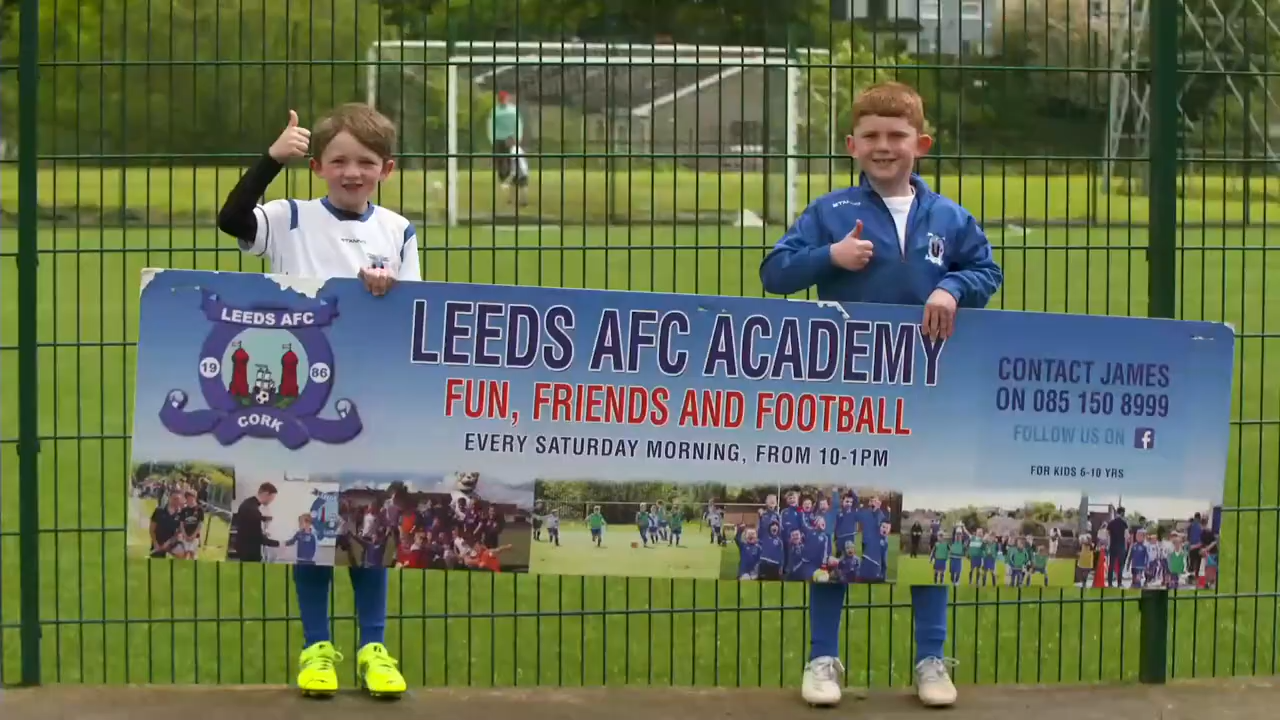 LEEDS AFC
19 86
CORK
LEEDS AFC ACADEMY
FUN, FRIENDS AND FOOTBALL
EVERY SATURDAY MORNING, FROM 10-1PM
CONTACT JAMES
ON 085 150 8999
FOLLOW US ON f
FOR KIDS 6-10 YRS